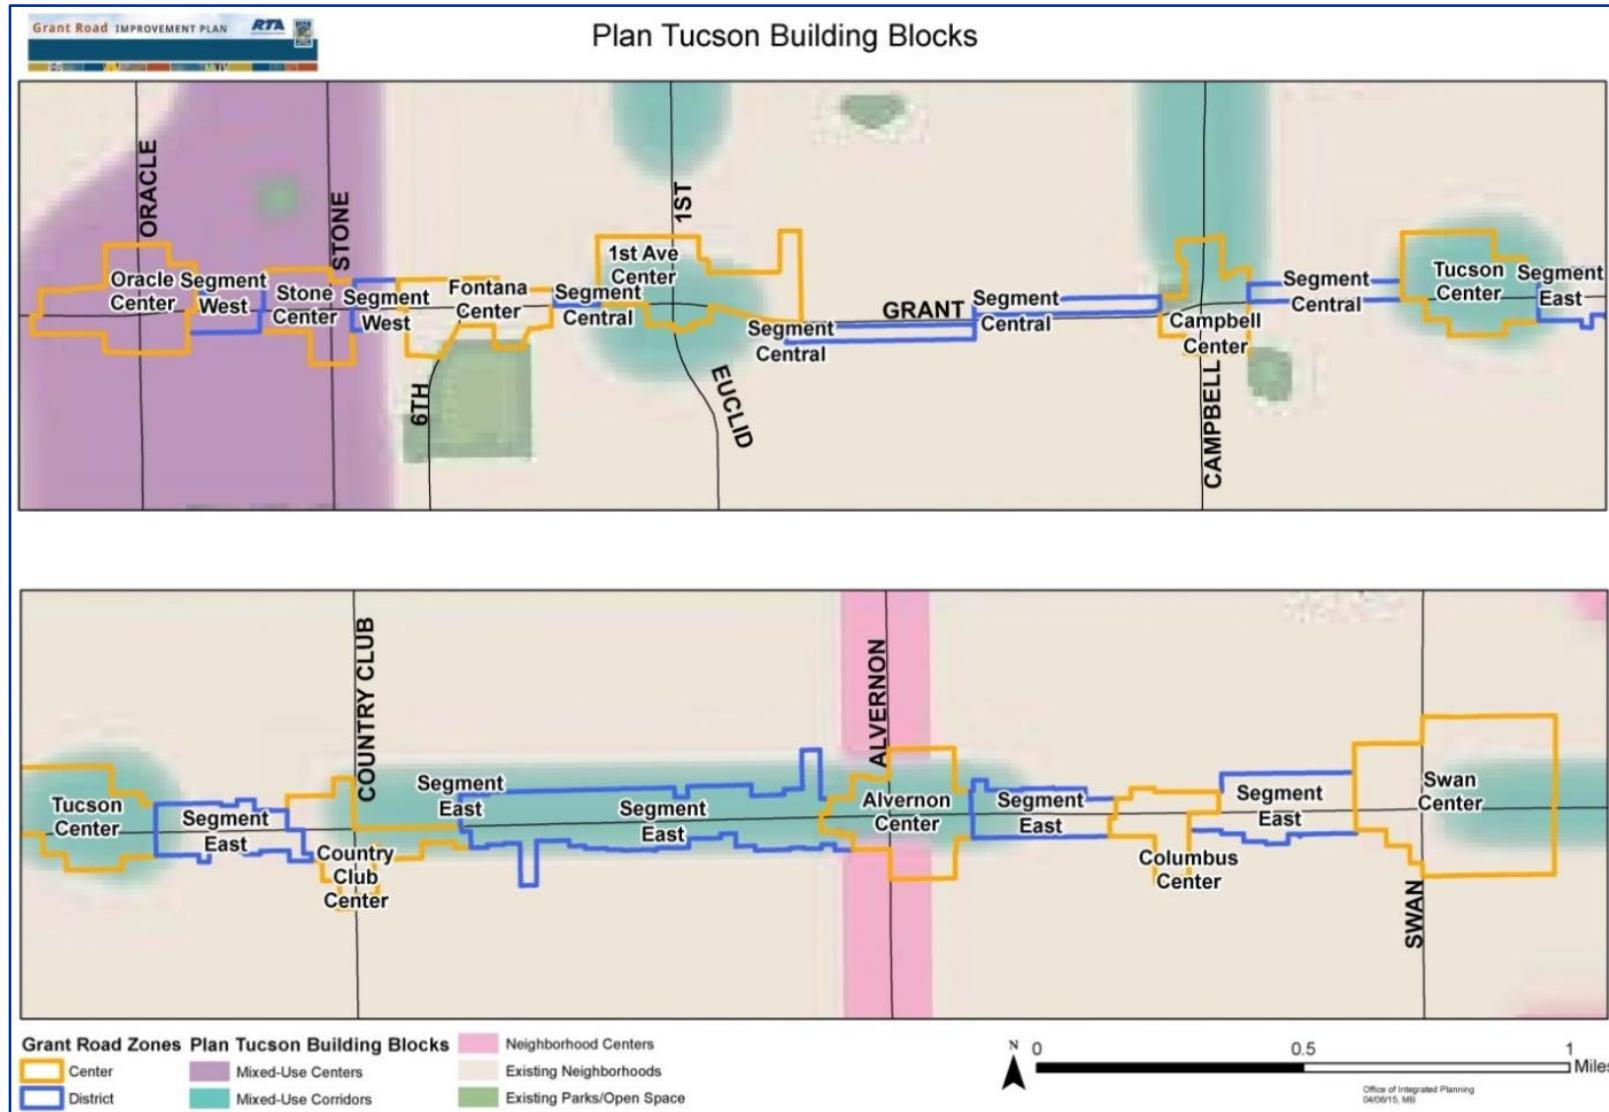 Grant Road IMPROVEMENT PLAN RTA
Plan Tucson Building Blocks
ORACLE
STONE
1ST
6TH
EUCLID
GRANT
CAMPBELL
Oracle
Center
Segment
West
Stone
Center
Segment
West
Fontana
Center
Segment
Central
1st Ave
Center
Segment
Central
Segment
Central
Campbell
Center
Segment
Central
Tucson
Center
Segment
East
COUNTRY CLUB
ALVERNON
SWAN
Tucson
Center
Segment
East
Country
Club
Center
Segment
East
Segment
East
Alvernon
Center
Segment
East
Columbus
Center
Segment
East
Swan
Center
Grant Road Zones
Center
District
Plan Tucson Building Blocks
Mixed-Use Centers
Mixed-Use Corridors
Neighborhood Centers
Existing Neighborhoods
Existing Parks/Open Space
N
0 0.5 1
Miles
Office of Integrated Planning
04/06/15, MB